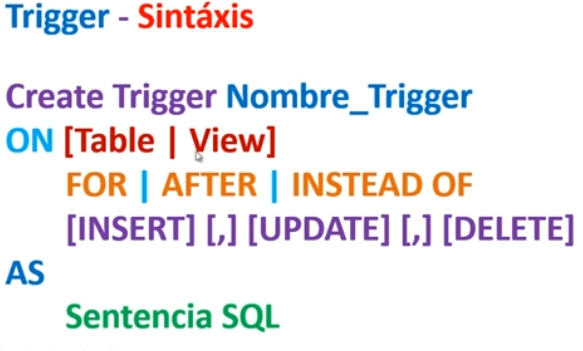 Trigger - Sintáxis
Create Trigger Nombre_Trigger
ON [Table | View]
FOR | AFTER | INSTEAD OF
[INSERT] [,] [UPDATE] [,] [DELETE]
AS
Sentencia SQL